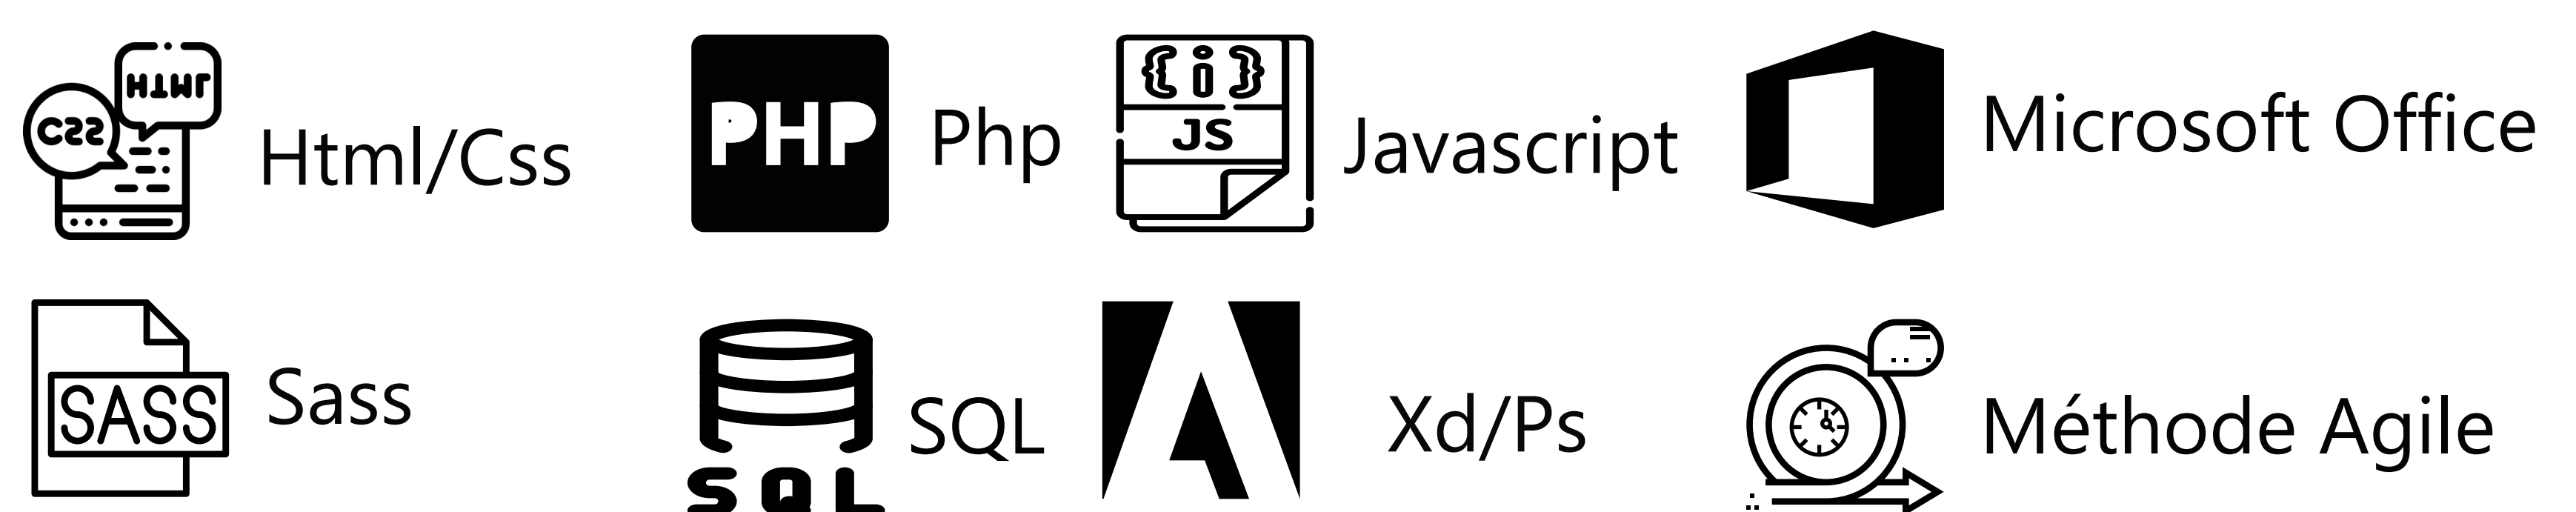 HTML
CSS
Html/Css
PHP
Php
{ i }
JS
Javascript
Microsoft Office
SASS
Sass
SQL
SQL
Xd/Ps
Méthode Agile